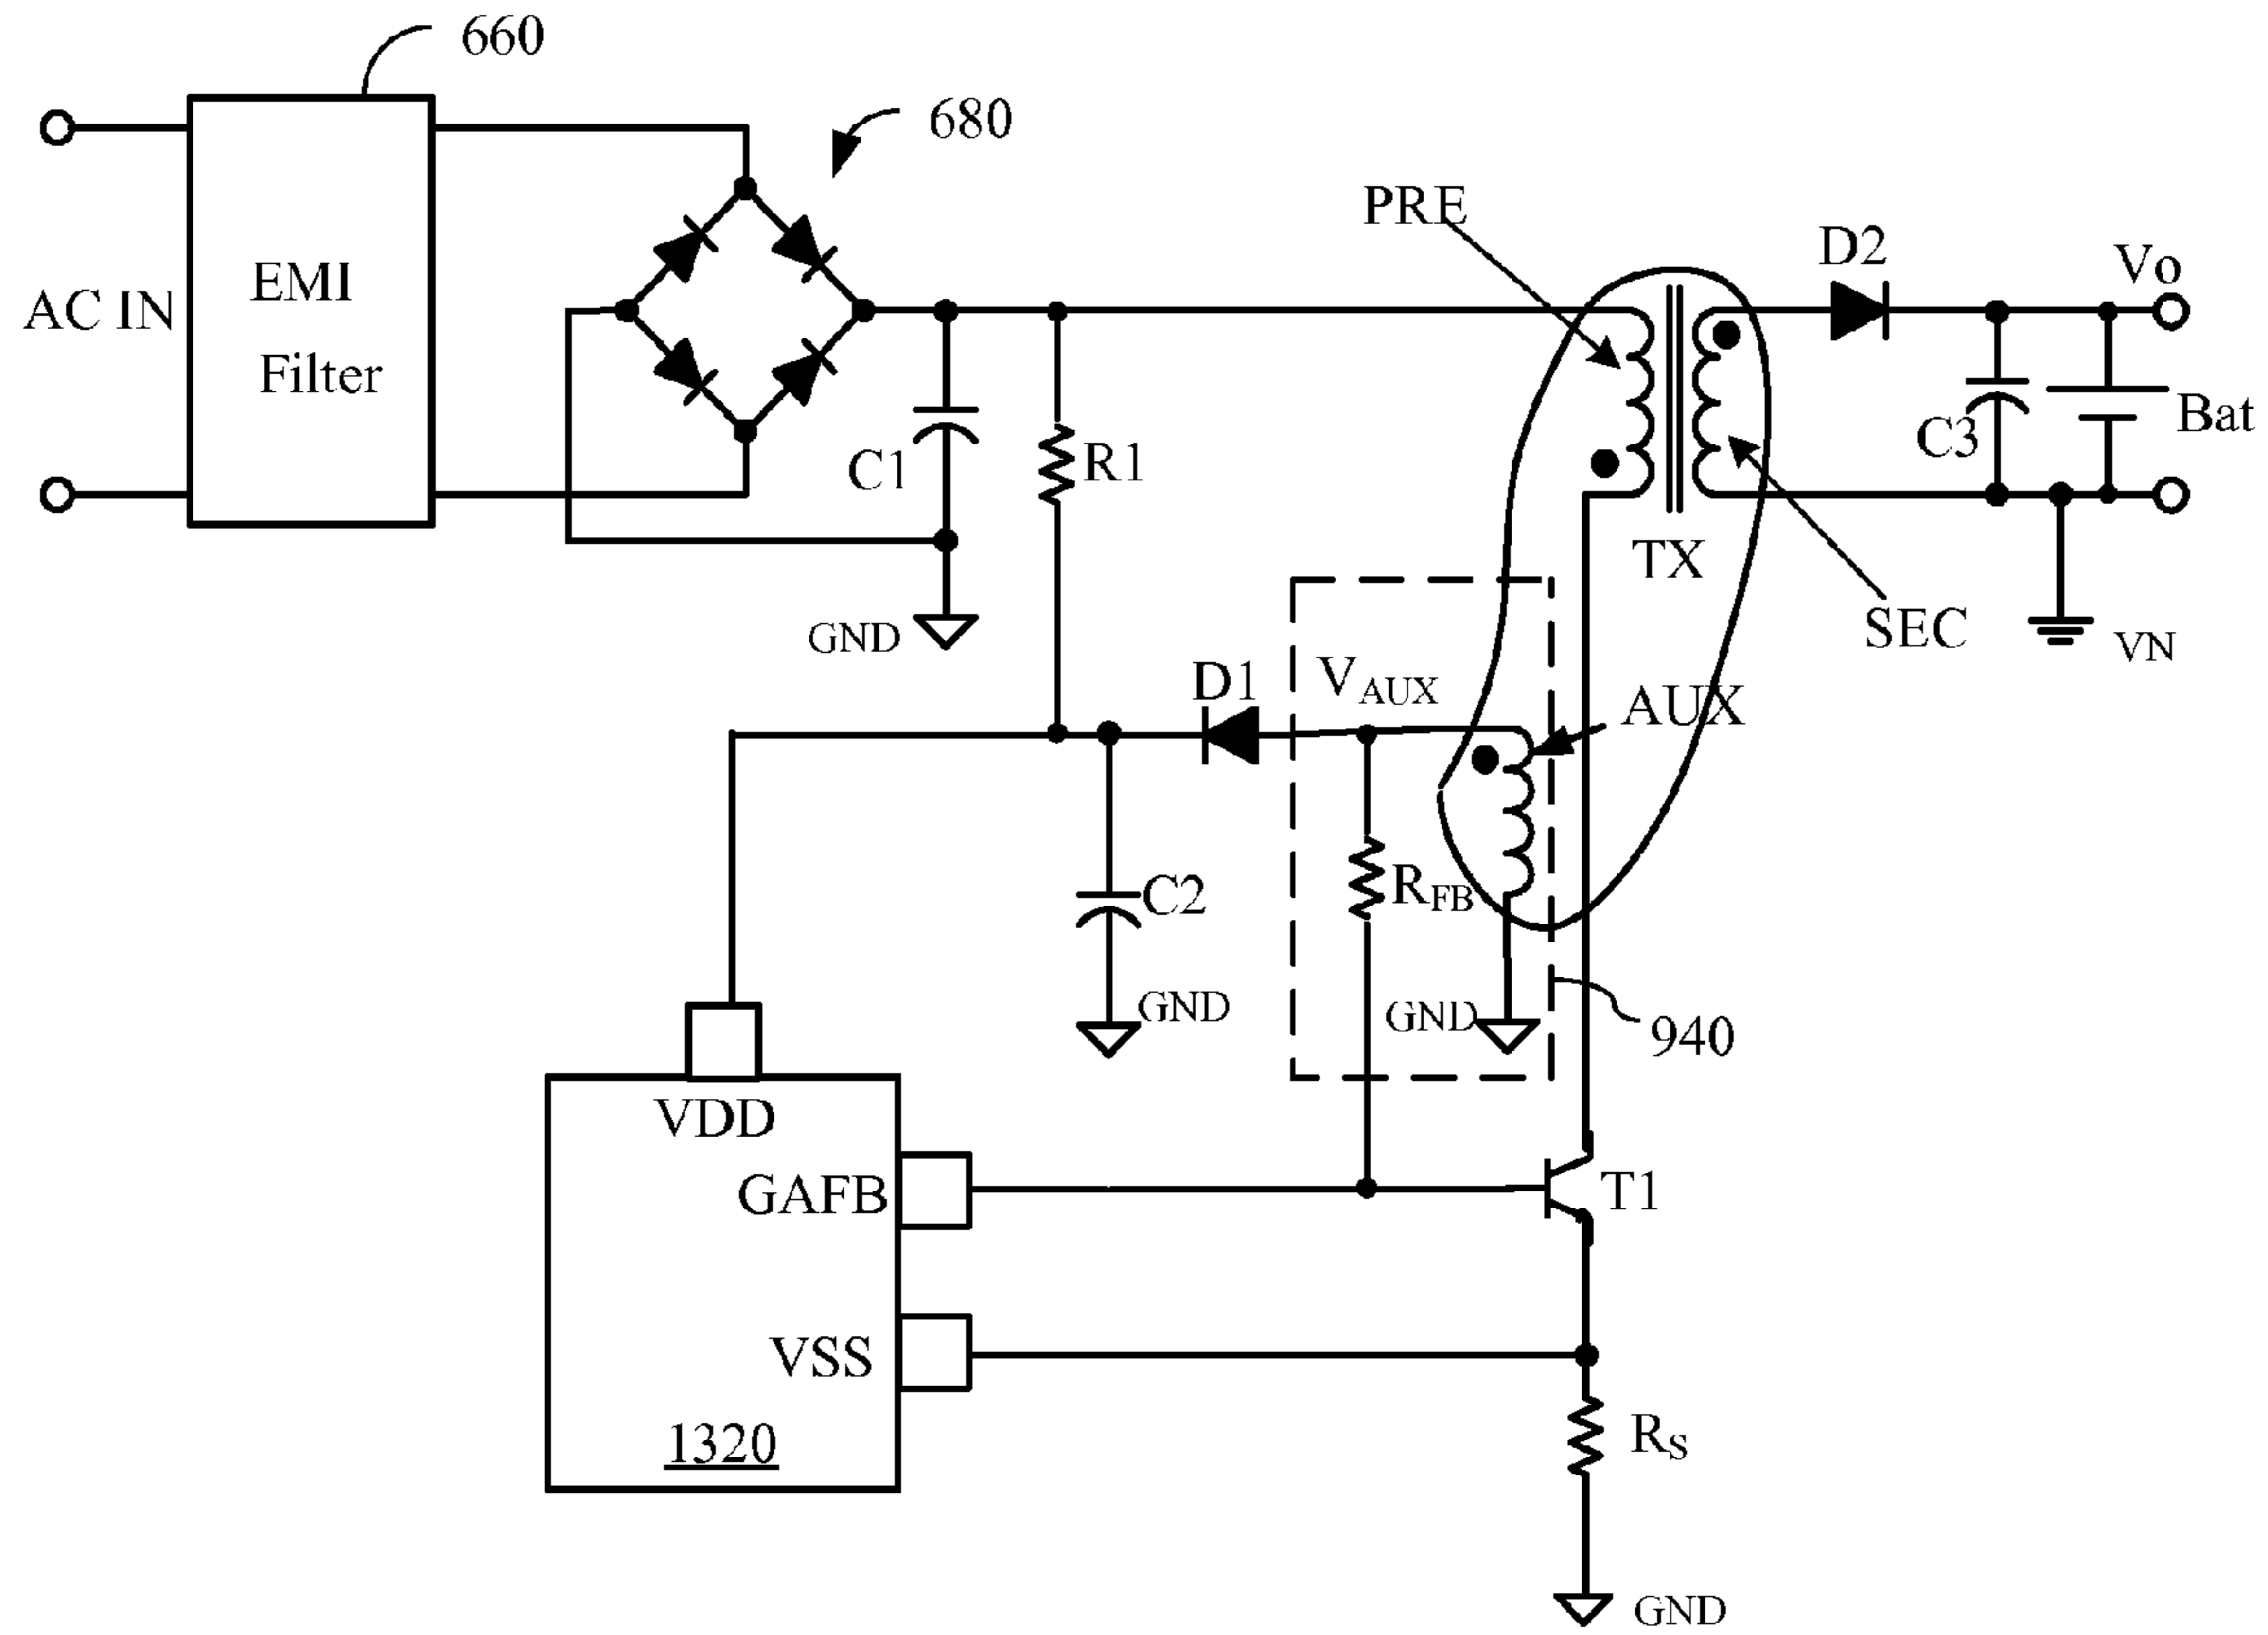 660
680
PRE
D2
Vo
AC IN
EMI
Filter
C1
R1
C3
Bat
TX
SEC
VN
GND
D1
VAUX
AUX
C2
RFB
GND
GND
940
VDD
GAFB
T1
VSS
1320
RS
GND